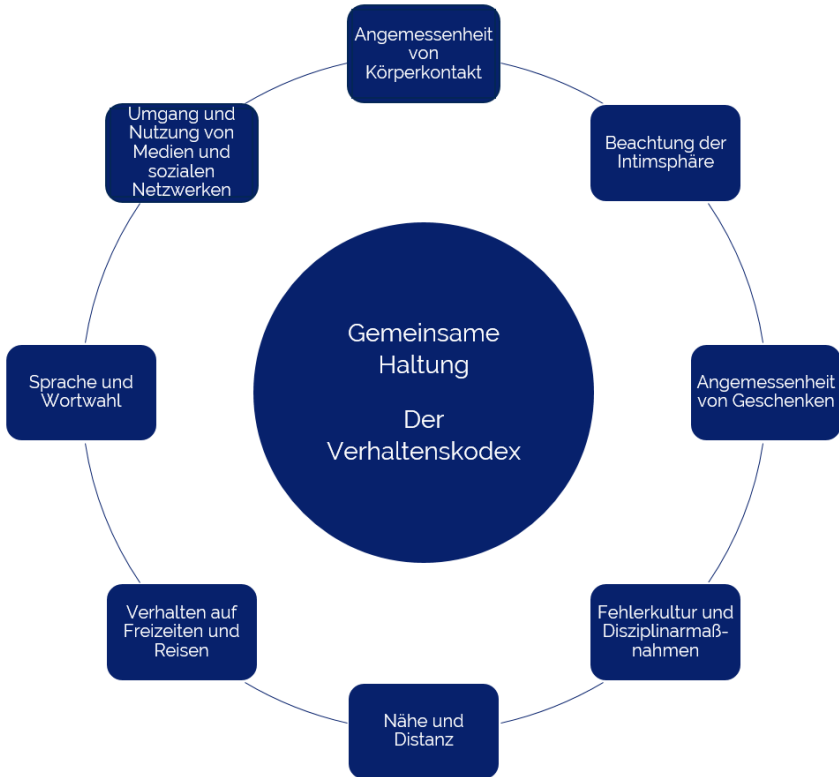 Angemessenheit
von
Körperkontakt
Umgang und
Nutzung von
Medien und
sozialen
Netzwerken
Beachtung der
Intimsphäre
Gemeinsame
Haltung
Der
Verhaltenskodex
Sprache und
Wortwahl
Angemessenheit
von Geschenken
Verhalten auf
Freizeiten und
Reisen
Fehlerkultur und
Disziplinarmaß-
nahmen
Nähe und
Distanz